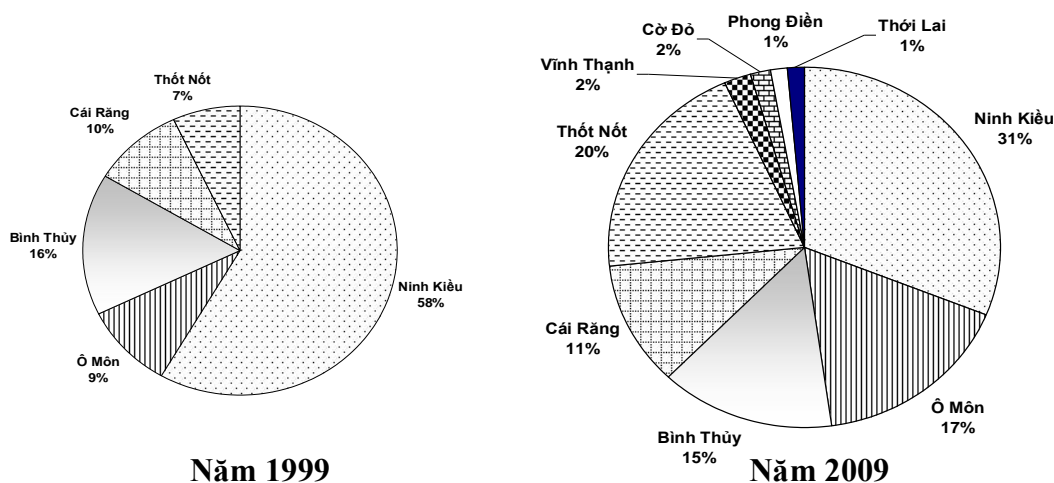 Thốt Nốt
7%
Cái Răng
10%
Bình Thủy
16%
Ô Môn
9%
Ninh Kiều
58%
Năm 1999
Phong Điền
1%
Thới Lai
1%
Cờ Đỏ
2%
Vĩnh Thạnh
2%
Thốt Nốt
20%
Ninh Kiều
31%
Cái Răng
11%
Ô Môn
17%
Bình Thủy
15%
Năm 2009